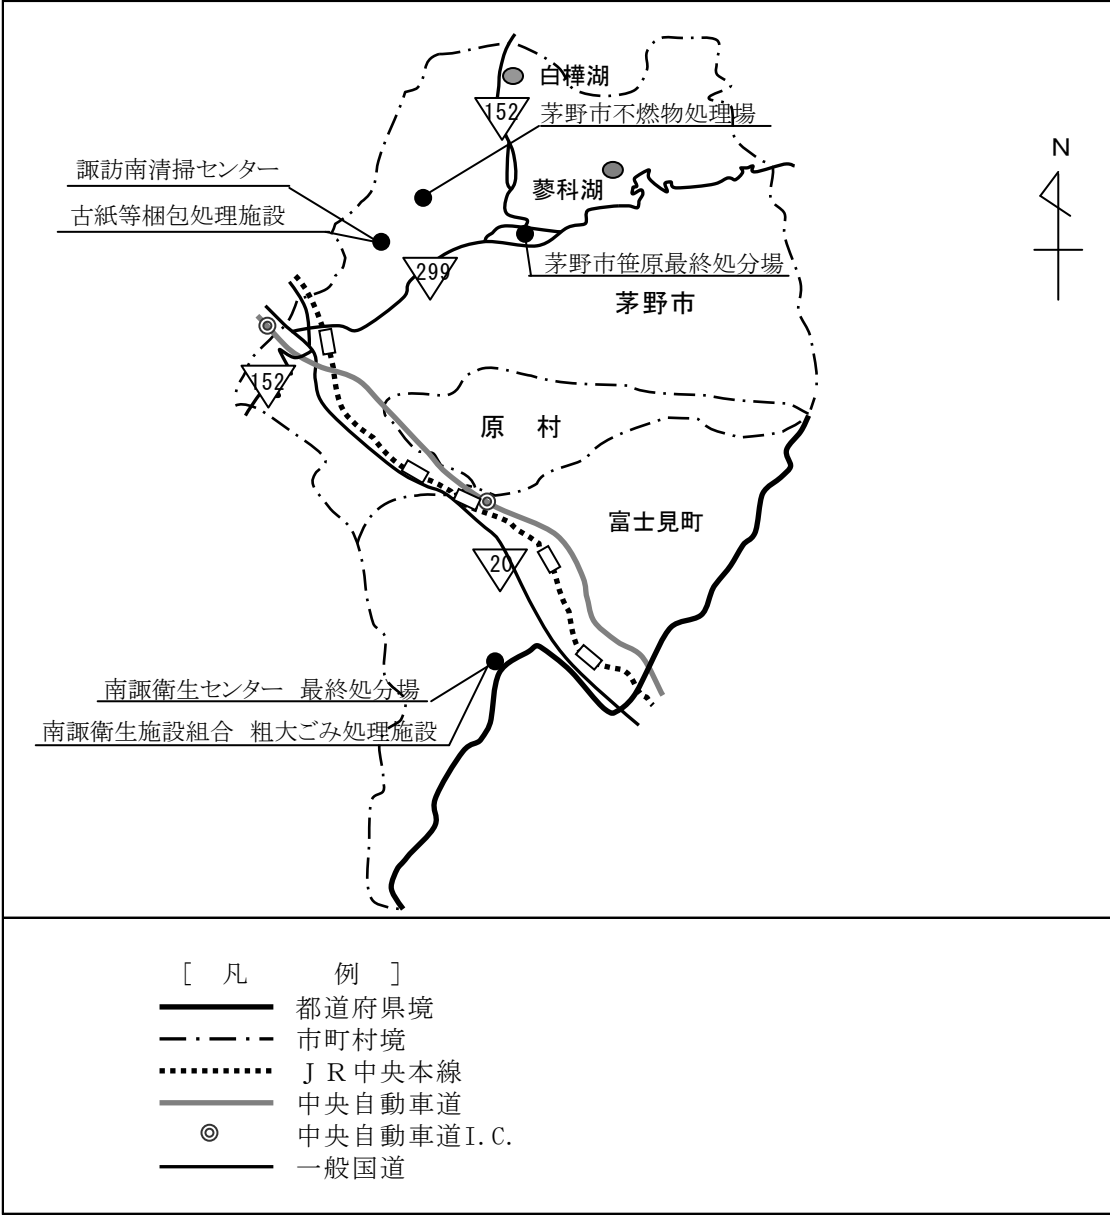 白樺湖
152
茅野市不燃物処理場
N
諏訪南清掃センター
蓼科湖
古紙等梱包処理施設
茅野市笹原最終処分場
299
茅野市
152
原　村
富士見町
20
南諏衛生センター　最終処分場
南諏衛生施設組合　粗大ごみ処理施設
［　凡　　　例　］
都道府県境
市町村境
ＪＲ中央本線
中央自動車道
中央自動車道I.C.
一般国道